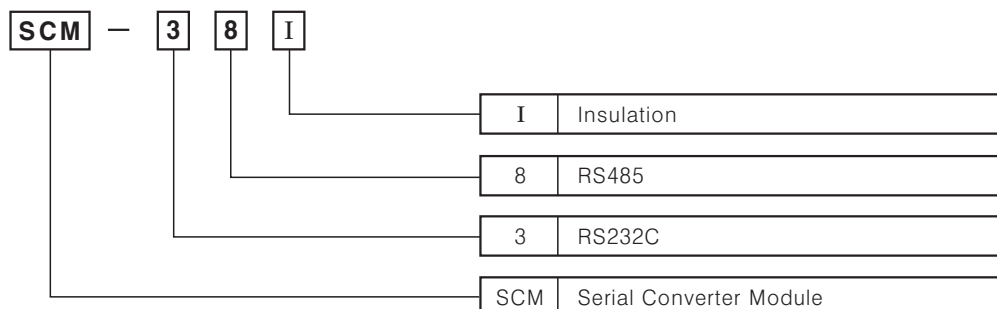 SCM — 3 8 I
I Insulation
8 RS485
3 RS232C
SCM Serial Converter Module